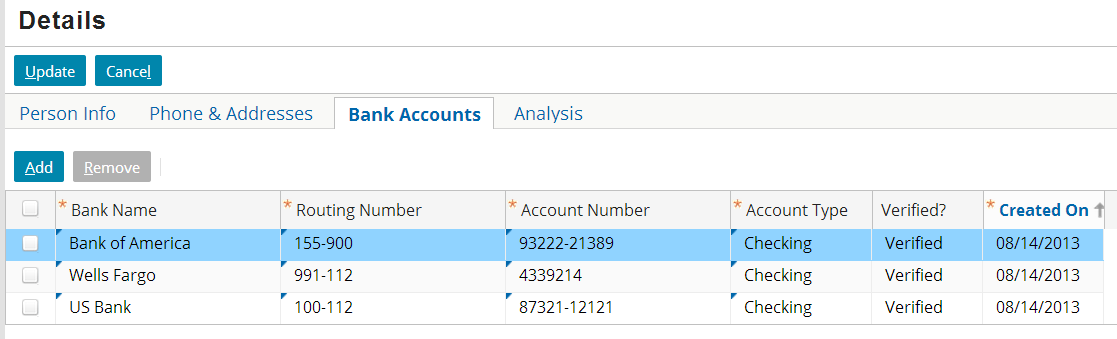 Details
Update Cancel
Person Info Phone & Addresses Bank Accounts Analysis
Add Remove
* Bank Name * Routing Number * Account Number * Account Type Verified? * Created On
Bank of America 155-900 93222-21389 Checking Verified 08/14/2013
Wells Fargo 991-112 4339214 Checking Verified 08/14/2013
US Bank 100-112 87321-12121 Checking Verified 08/14/2013